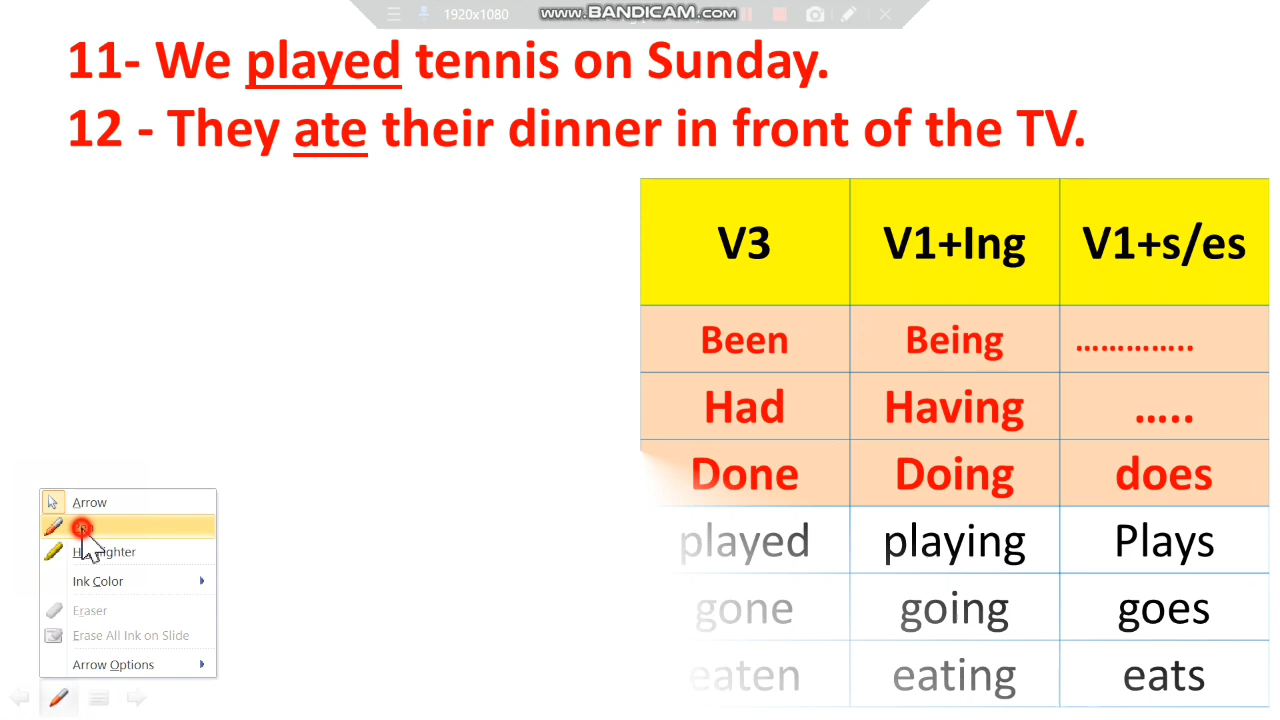 1920x1080 www.BANDICAM.com
11- We played tennis on Sunday.
12 - They ate their dinner in front of the TV.
V3 V1+Ing V1+s/es
Been Being …………..
Had Having …..
Done Doing does
played playing Plays
gone going goes
eaten eating eats
Arrow
Highlighter
Ink Color
Eraser
Erase All Ink on Slide
Arrow Options